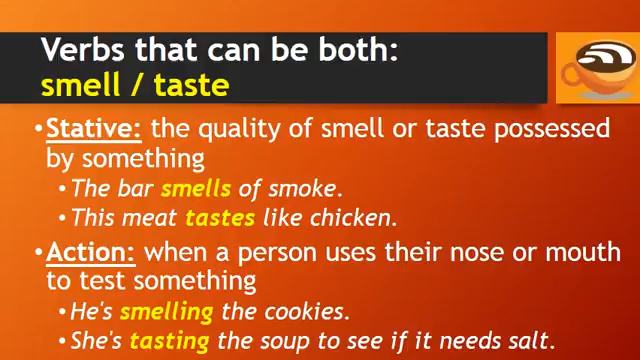 Verbs that can be both:
smell / taste
•Stative: the quality of smell or taste possessed
by something
•The bar smells of smoke.
•This meat tastes like chicken.
•Action: when a person uses their nose or mouth
to test something
•He's smelling the cookies.
•She's tasting the soup to see if it needs salt.